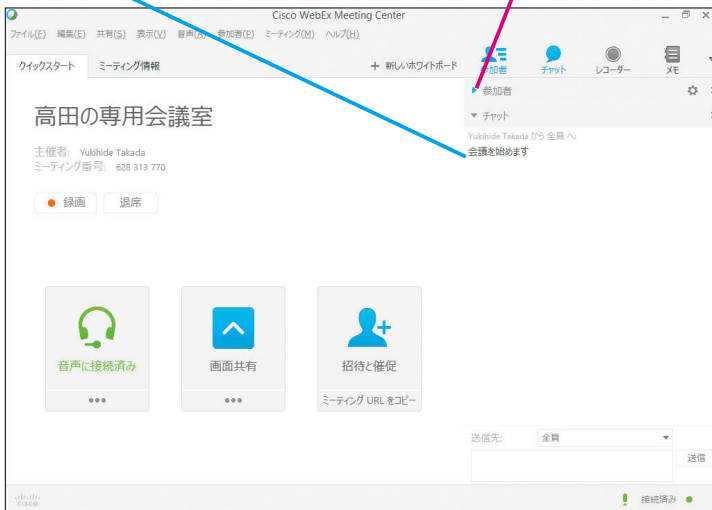 Cisco WebEx Meeting Center
ファイル(F) 編集(E) 共有(S) 表示(V) 音声(A) 参加者(P) ミーティング(M) ヘルプ(H)
クイックスタート ミーティング情報 + 新しいホワイトボード
参加者 チャット レコーダー メモ
参加者
高田の専用会議室
チャット
Yukihide Takada から 全員 へ:
会議を始めます
主催者: Yukihide Takada
ミーティング番号: 628 313 770
録画 退席
音声に接続済み 画面共有 招待と催促
ミーティング URL をコピー
送信先: 全員
送信
CISCO
接続済み